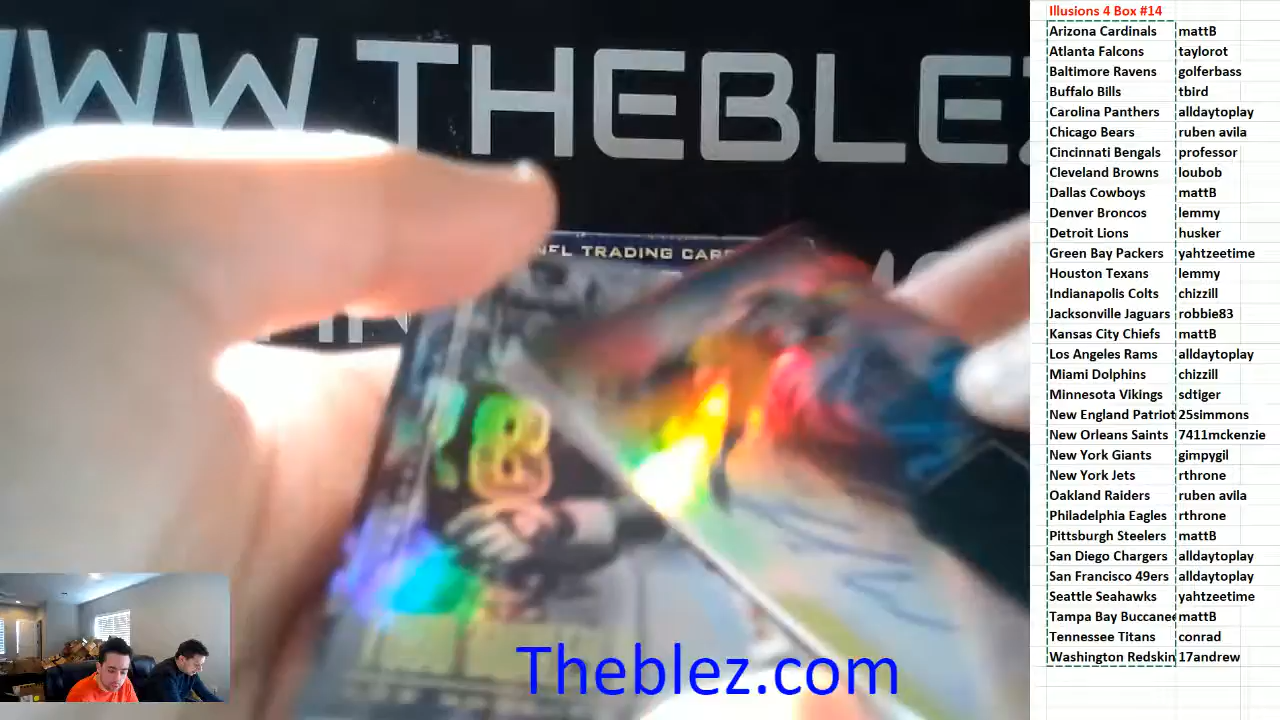 WWW THEBLEZ
NFL TRADING CARD
88
Theblez.com
Illusions 4 Box #14
Arizona Cardinals mattB
Atlanta Falcons taylorot
Baltimore Ravens golferbass
Buffalo Bills tbird
Carolina Panthers alldaytoplay
Chicago Bears ruben avila
Cincinnati Bengals professor
Cleveland Browns loubob
Dallas Cowboys mattB
Denver Broncos lemmy
Detroit Lions husker
Green Bay Packers yahtzeetime
Houston Texans lemmy
Indianapolis Colts chizzill
Jacksonville Jaguars robbie83
Kansas City Chiefs mattB
Los Angeles Rams alldaytoplay
Miami Dolphins chizzill
Minnesota Vikings sdtiger
New England Patriot 25simmons
New Orleans Saints 7411mckenzie
New York Giants gimpygil
New York Jets rthrone
Oakland Raiders ruben avila
Philadelphia Eagles rthrone
Pittsburgh Steelers mattB
San Diego Chargers alldaytoplay
San Francisco 49ers alldaytoplay
Seattle Seahawks yahtzeetime
Tampa Bay Buccanee mattB
Tennessee Titans conrad
Washington Redskin 17andrew